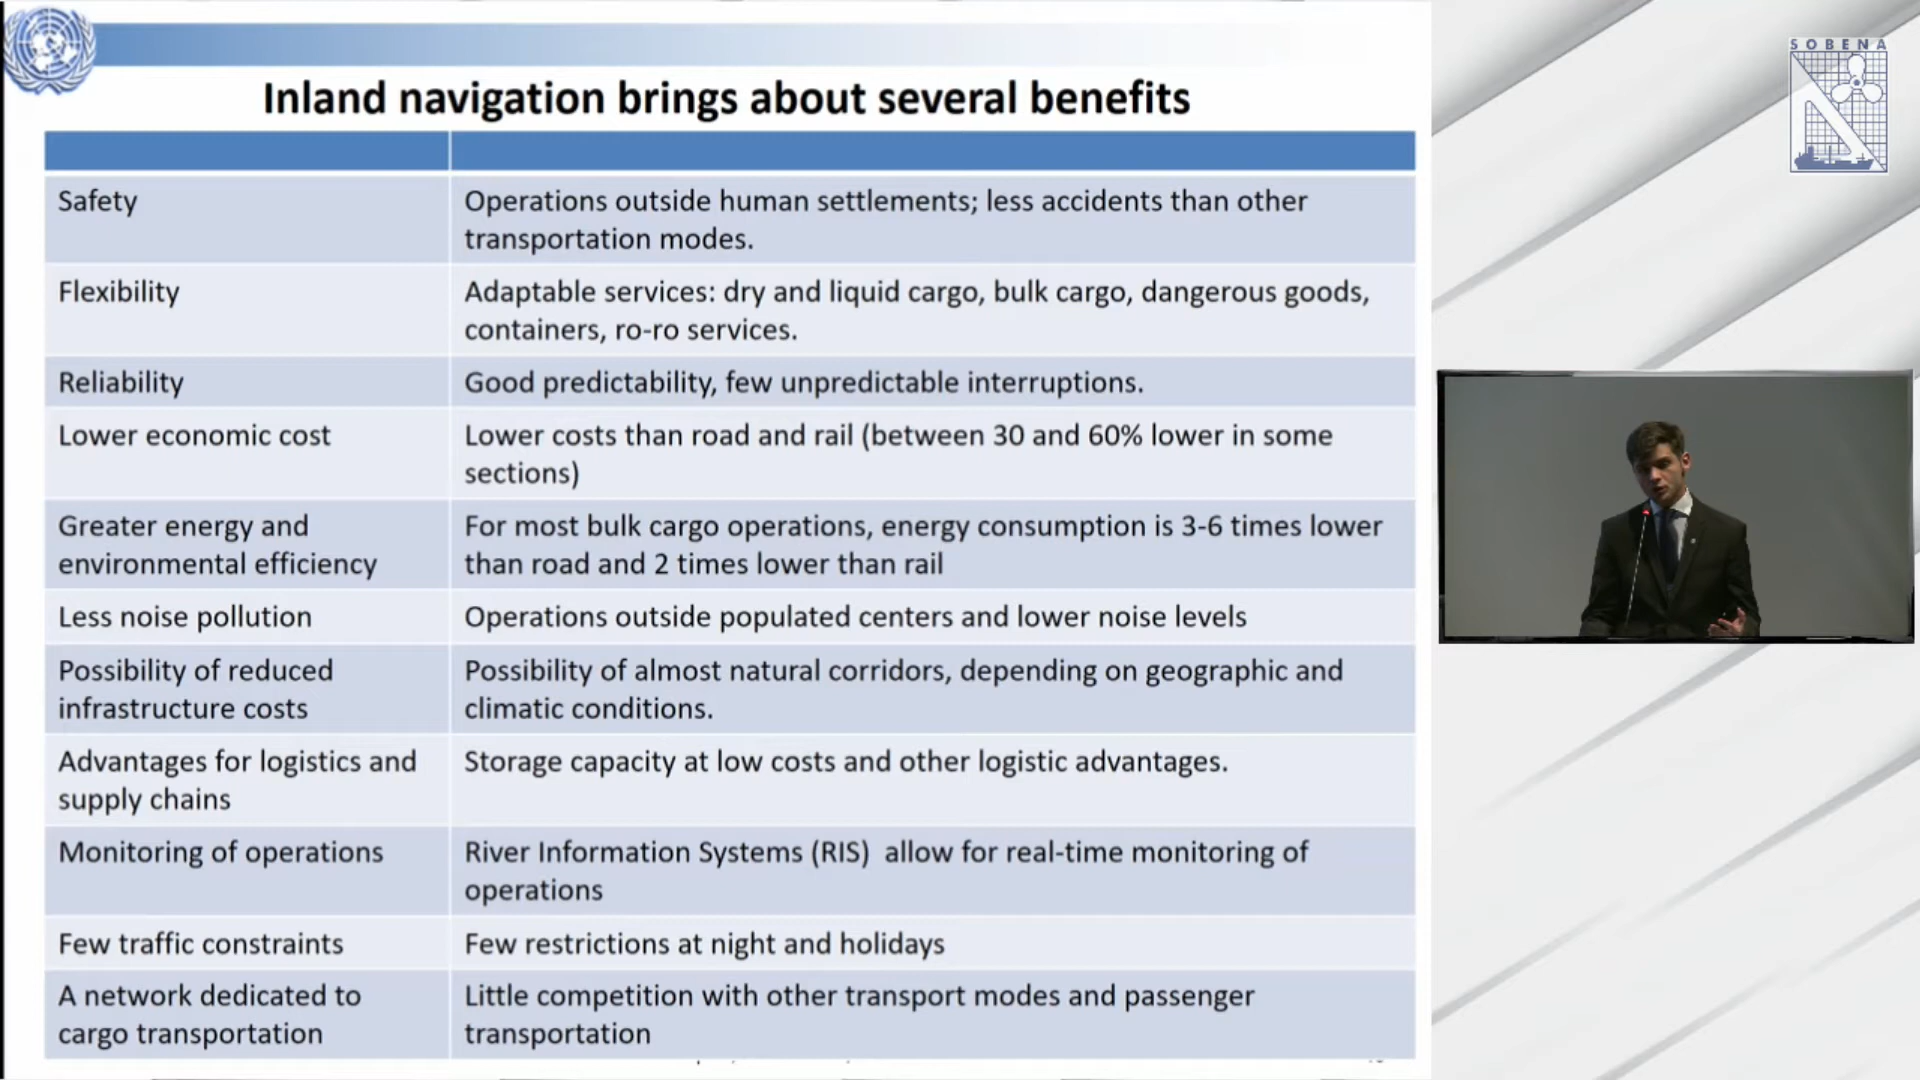 SOBENA
Inland navigation brings about several benefits
Safety
Operations outside human settlements; less accidents than other
transportation modes.
Flexibility
Adaptable services: dry and liquid cargo, bulk cargo, dangerous goods,
containers, ro-ro services.
Reliability
Good predictability, few unpredictable interruptions.
Lower economic cost
Lower costs than road and rail (between 30 and 60% lower in some
sections)
Greater energy and
environmental efficiency
For most bulk cargo operations, energy consumption is 3-6 times lower
than road and 2 times lower than rail
Less noise pollution
Operations outside populated centers and lower noise levels
Possibility of reduced
infrastructure costs
Possibility of almost natural corridors, depending on geographic and
climatic conditions.
Advantages for logistics and
supply chains
Storage capacity at low costs and other logistic advantages.
Monitoring of operations
River Information Systems (RIS) allow for real-time monitoring of
operations
Few traffic constraints
Few restrictions at night and holidays
A network dedicated to
cargo transportation
Little competition with other transport modes and passenger
transportation